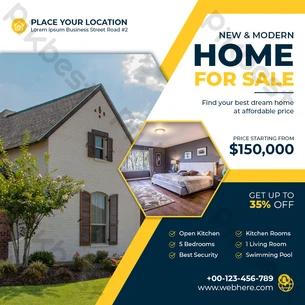 PLACE YOUR LOCATION
Lorem Ipsum Business Street Road #2
NEW & MODERN
HOME
FOR SALE
Find your best dream home
at affordable price
PRICE STARTING FROM
$150,000
GET UP TO
35% OFF
Open Kitchen
5 Bedrooms
Best Security
Kitchen Rooms
1 Living Room
Swimming Pool
+00-123-456-789
www.webhere.com